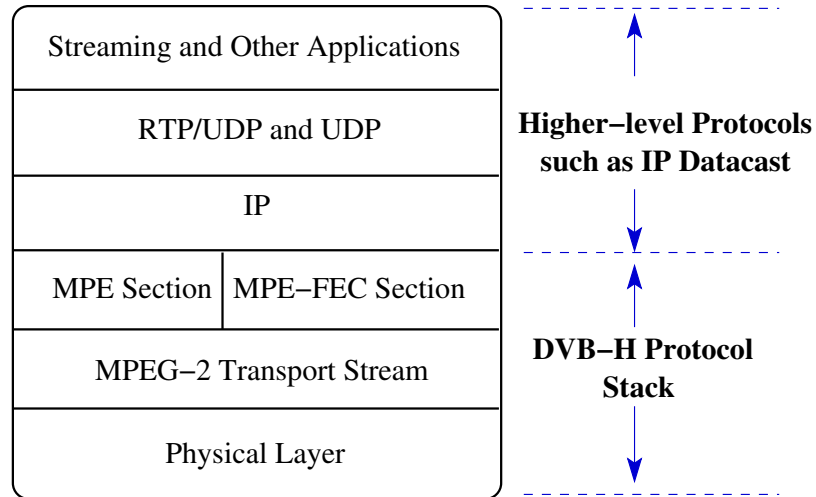 Streaming and Other Applications
RTP/UDP and UDP
IP
MPE Section
MPE−FEC Section
MPEG−2 Transport Stream
Physical Layer
Higher−level Protocols
such as IP Datacast
DVB−H Protocol
Stack